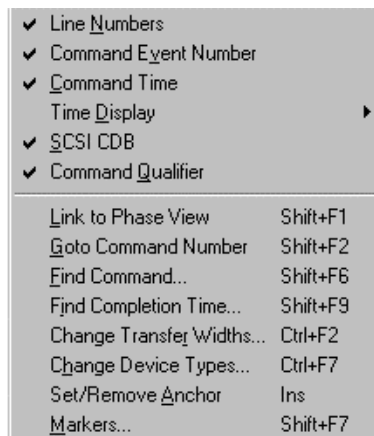 Line Numbers
Command Event Number
Command Time
Time Display
SCSI CDB
Command Qualifier
Link to Phase View Shift+F1
Goto Command Number Shift+F2
Find Command... Shift+F6
Find Completion Time... Shift+F9
Change Transfer Widths... Ctrl+F2
Change Device Types... Ctrl+F7
Set/Remove Anchor Ins
Markers... Shift+F7